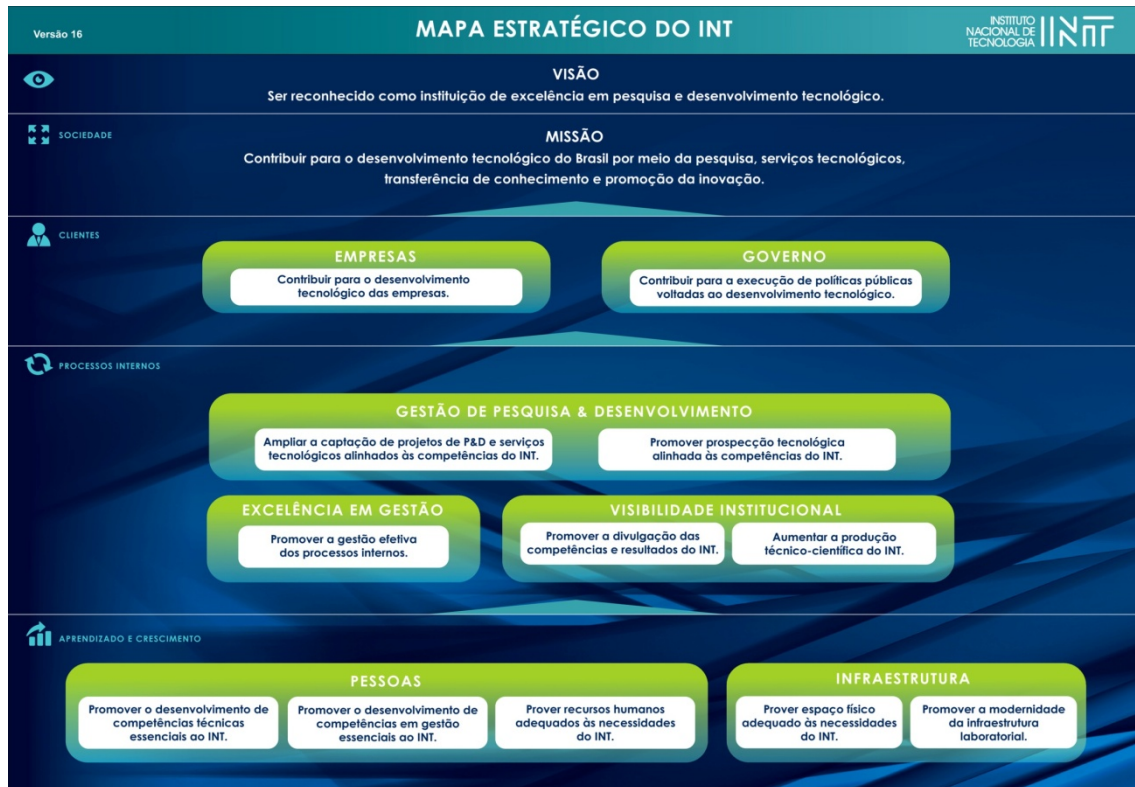 Versão 16
MAPA ESTRATÉGICO DO INT
INSTITUTO
NACIONAL DE
TECNOLOGIA
INT
VISÃO
Ser reconhecido como instituição de excelência em pesquisa e desenvolvimento tecnológico.
SOCIEDADE
MISSÃO
Contribuir para o desenvolvimento tecnológico do Brasil por meio da pesquisa, serviços tecnológicos,
transferência de conhecimento e promoção da inovação.
CLIENTES
EMPRESAS
Contribuir para o desenvolvimento
tecnológico das empresas.
GOVERNO
Contribuir para a execução de políticas públicas
voltadas ao desenvolvimento tecnológico.
PROCESSOS INTERNOS
GESTÃO DE PESQUISA & DESENVOLVIMENTO
Ampliar a captação de projetos de P&D e serviços
tecnológicos alinhados às competências do INT.
Promover prospecção tecnológica
alinhada às competências do INT.
EXCELÊNCIA EM GESTÃO
Promover a gestão efetiva
dos processos internos.
VISIBILIDADE INSTITUCIONAL
Promover a divulgação das
competências e resultados do INT.
Aumentar a produção
técnico-científica do INT.
APRENDIZADO E CRESCIMENTO
PESSOAS
Promover o desenvolvimento de
competências técnicas
essenciais ao INT.
Promover o desenvolvimento de
competências em gestão
essenciais ao INT.
Prover recursos humanos
adequados às necessidades
do INT.
INFRAESTRUTURA
Prover espaço físico
adequado às necessidades
do INT.
Promover a modernidade
da infraestrutura
laboratorial.